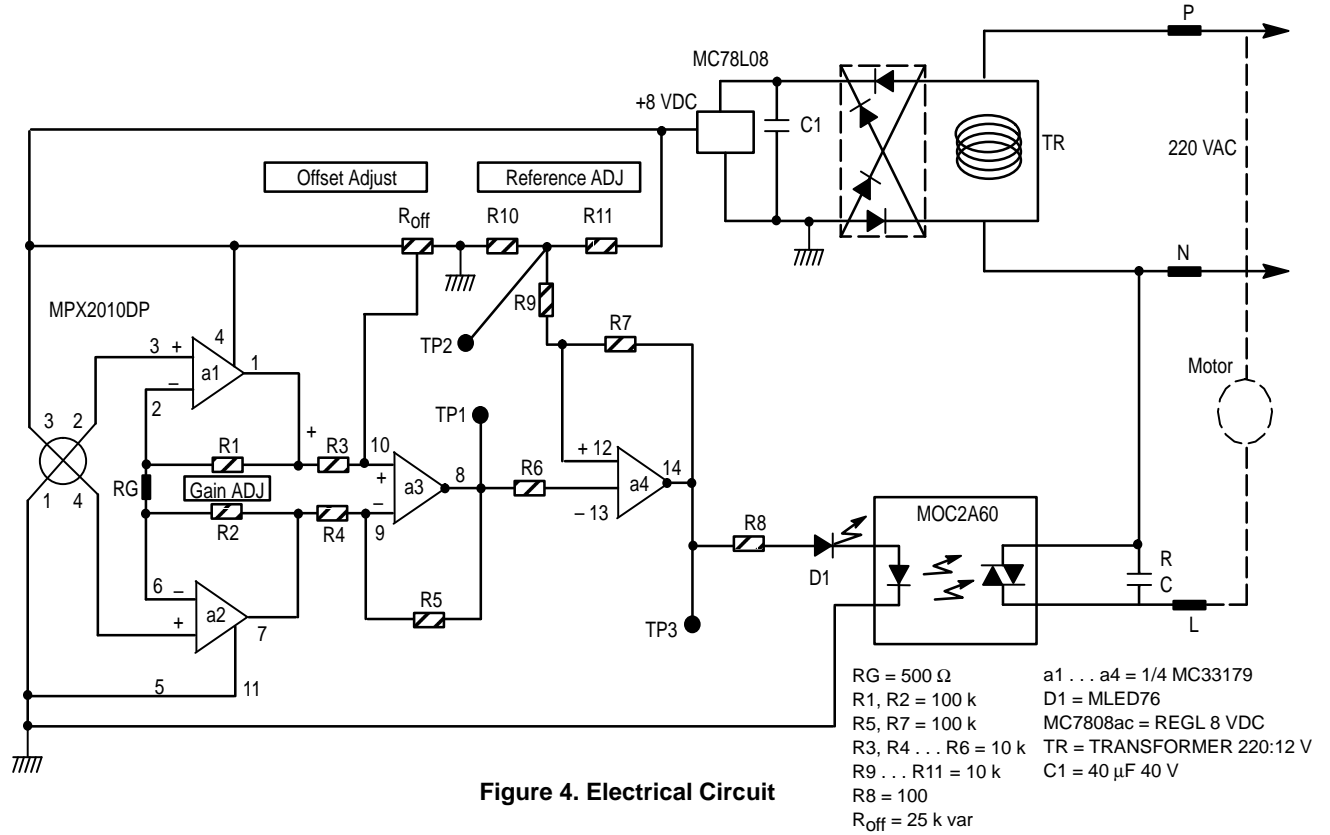 P
MC78L08
+8 VDC
C1
TR
220 VAC
Offset Adjust
Reference ADJ
Roff
R10
R11
N
MPX2010DP
R9
TP2
R7
3 +
4
1
a1
–
2
Motor
TP1
3 2
+
R1
R3
10
+ 12
14
RG
Gain ADJ
+
a3
8
R6
a4
1 4
R2
R4
–
9
– 13
MOC2A60
R8
6 –
a2
+
7
R5
D1
R
C
TP3
L
5
11
RG = 500 Ω
R1, R2 = 100 k
R5, R7 = 100 k
R3, R4 . . . R6 = 10 k
R9 . . . R11 = 10 k
R8 = 100
Roff = 25 k var
a1 . . . a4 = 1/4 MC33179
D1 = MLED76
MC7808ac = REGL 8 VDC
TR = TRANSFORMER 220:12 V
C1 = 40 μF 40 V
Figure 4. Electrical Circuit